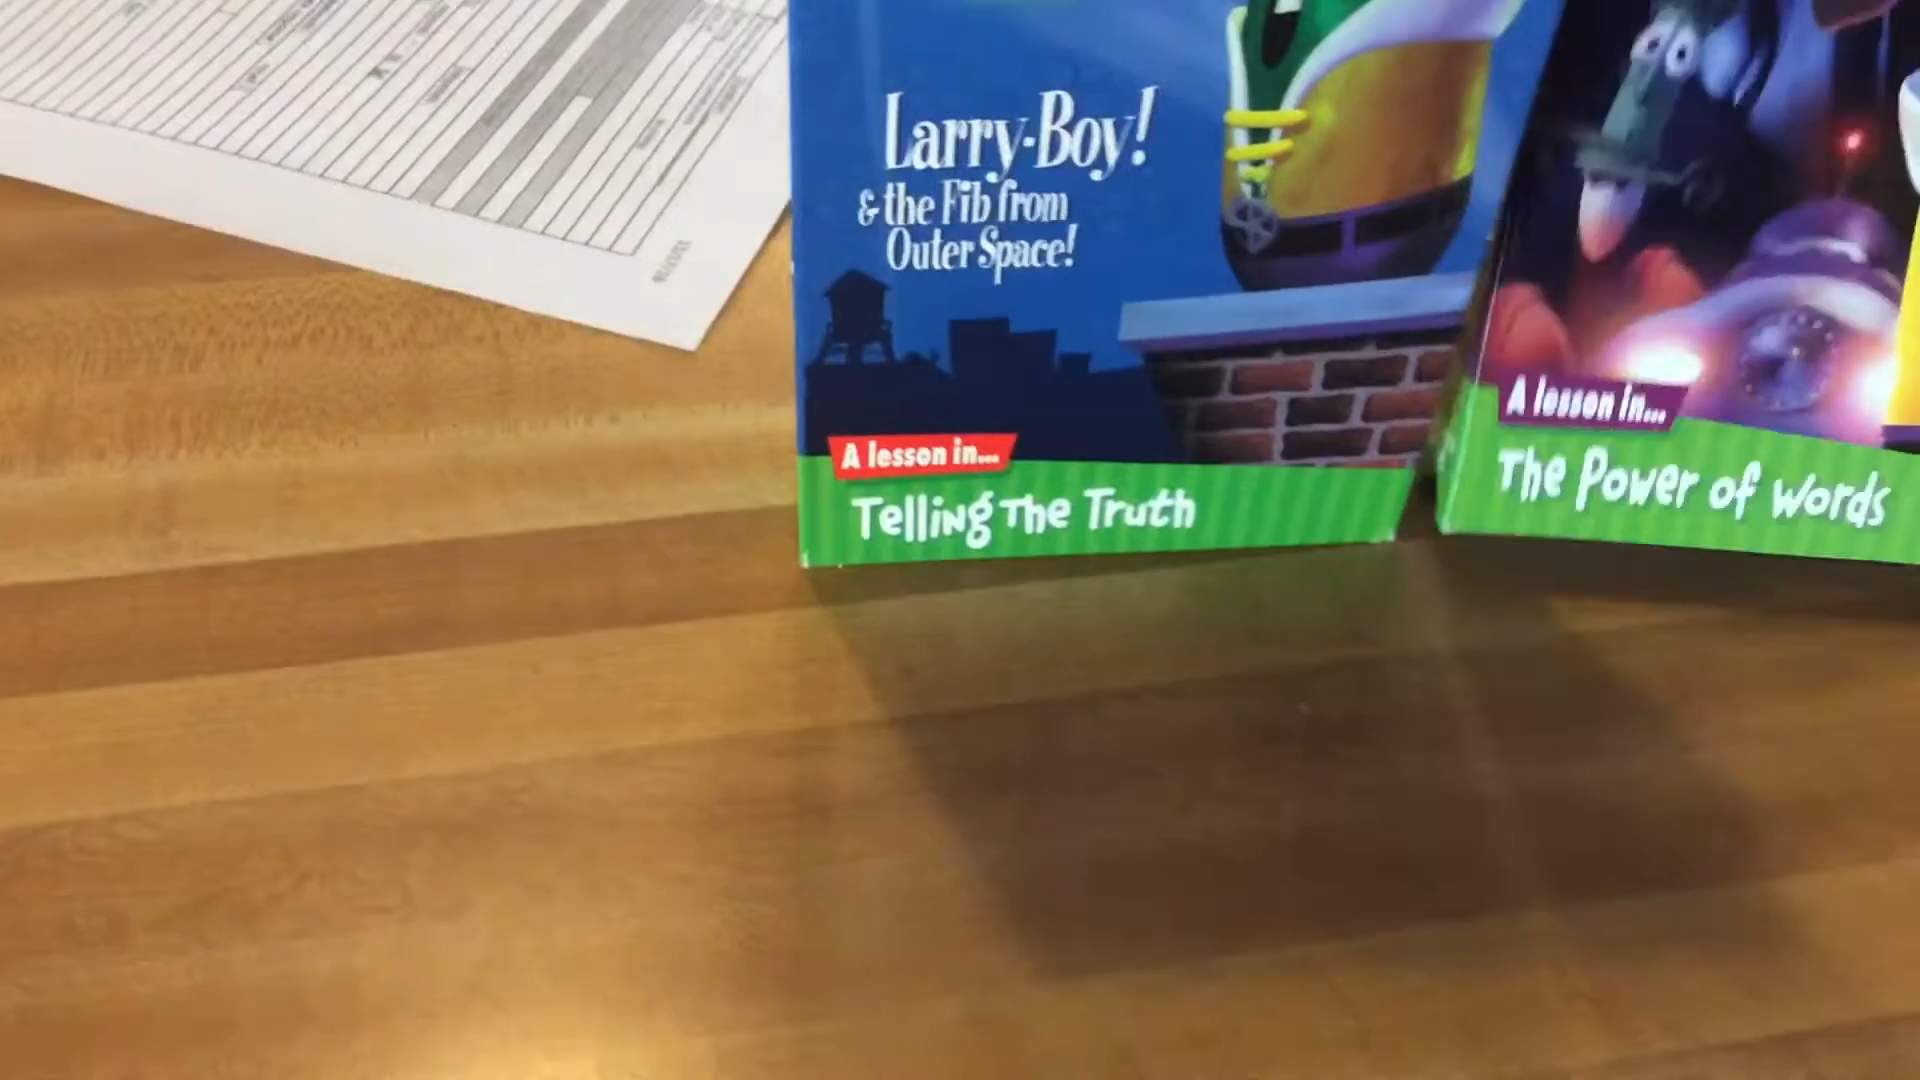 Larry-Boy!
& the Fib from
Outer Space!
A lesson in...
Telling The Truth
A lesson in...
The Power of Words